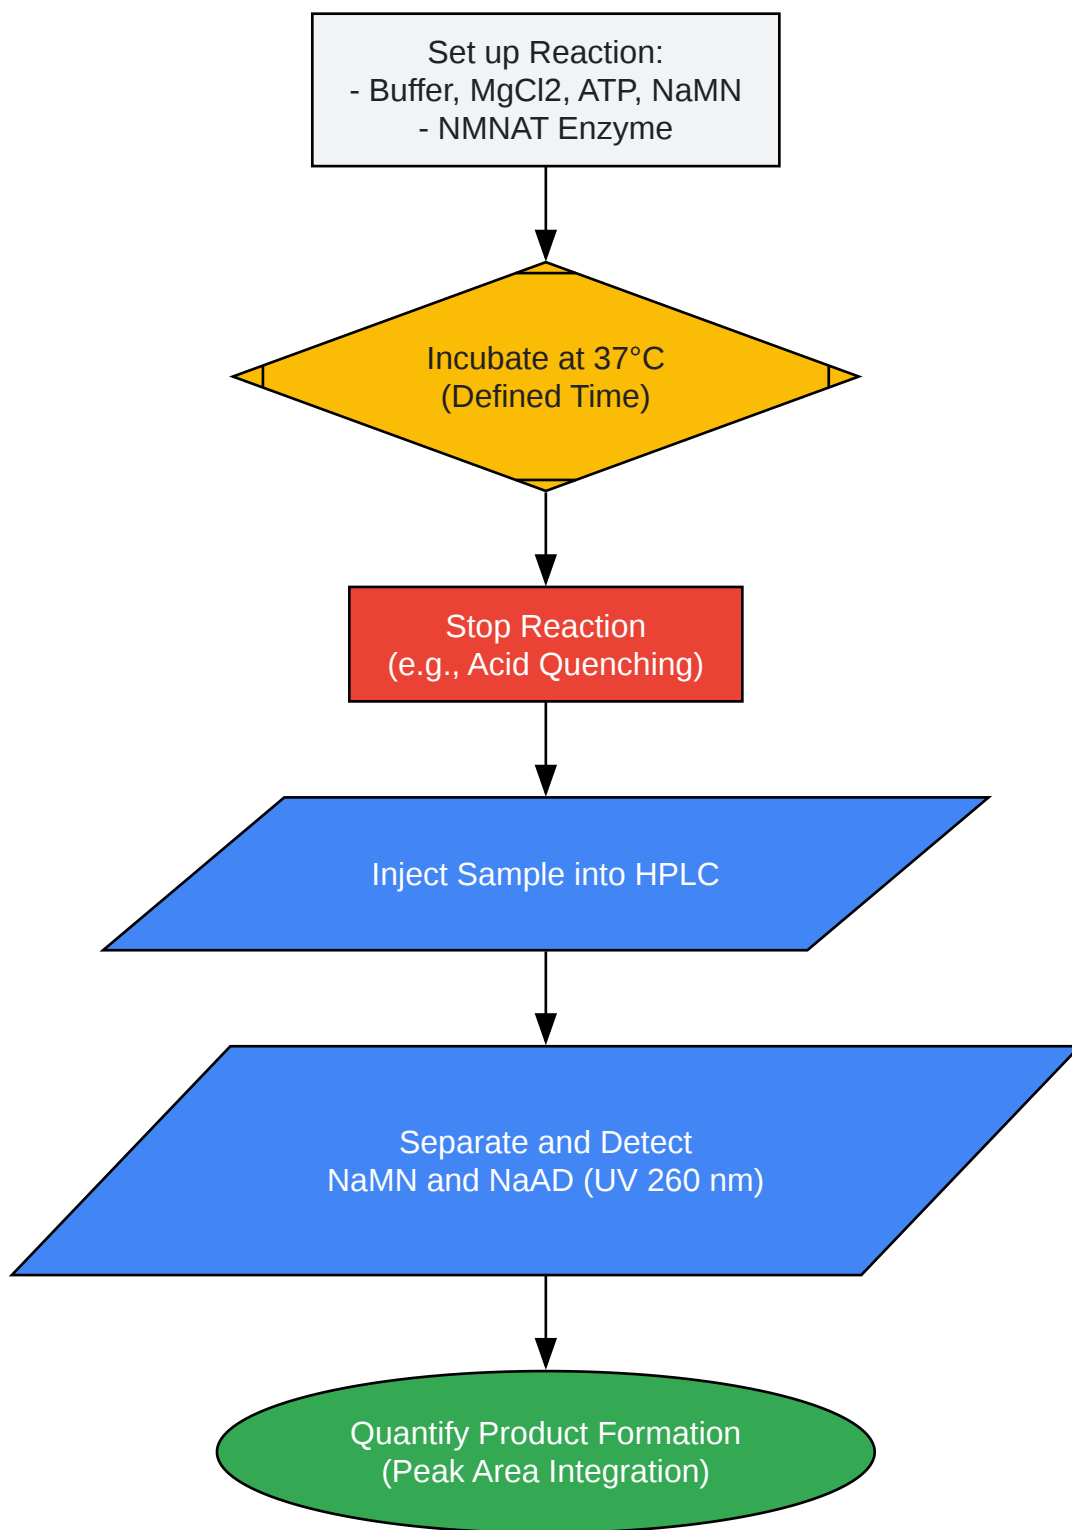 Set up Reaction:
- Buffer, MgCl2, ATP, NaMN
- NMNAT Enzyme
Incubate at 37°C
(Defined Time)
Stop Reaction
(e.g., Acid Quenching)
Inject Sample into HPLC
Separate and Detect
NaMN and NaAD (UV 260 nm)
Quantify Product Formation
(Peak Area Integration)